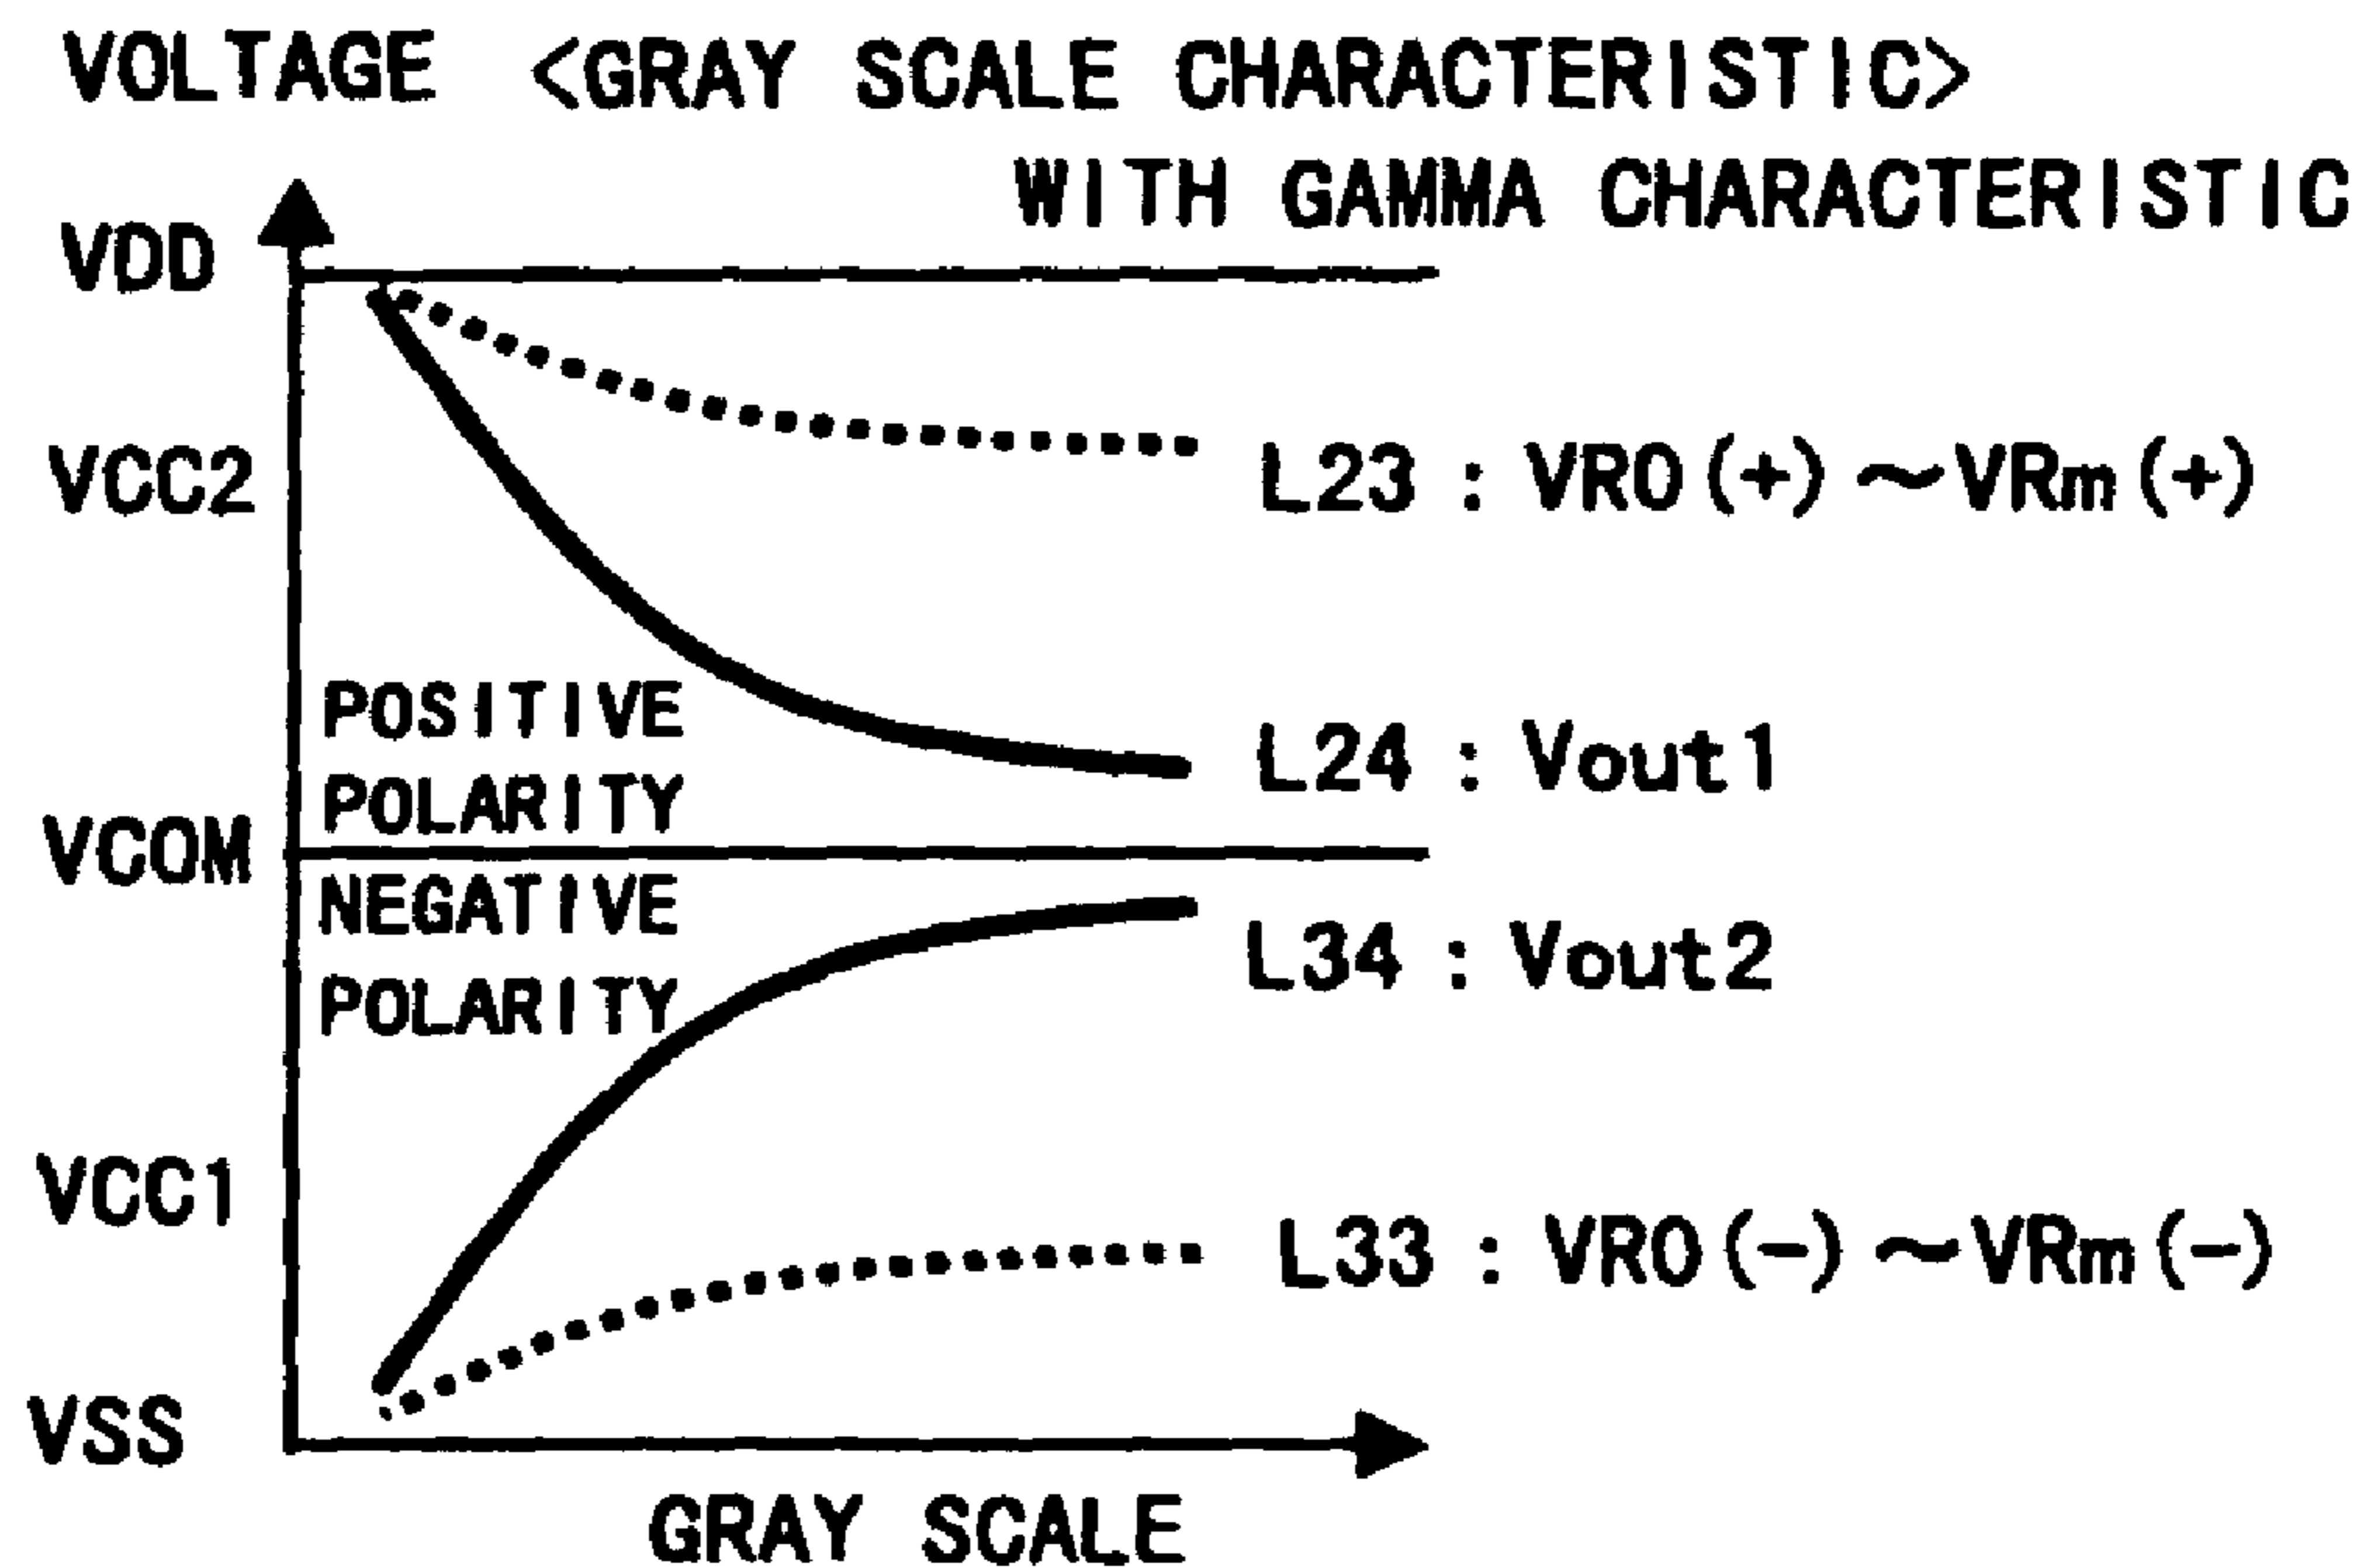 VOLTAGE <GRAY SCALE CHARACTERISTIC>
WITH GAMMA CHARACTERISTIC
VDD
VCC2
L23 : VR0 (+) ~VRm (+)
POSITIVE
POLARITY
L24 : Vout1
VCOM
NEGATIVE
POLARITY
L34 : Vout2
VCC1
L33 : VR0 (-) ~VRm (-)
VSS
GRAY SCALE